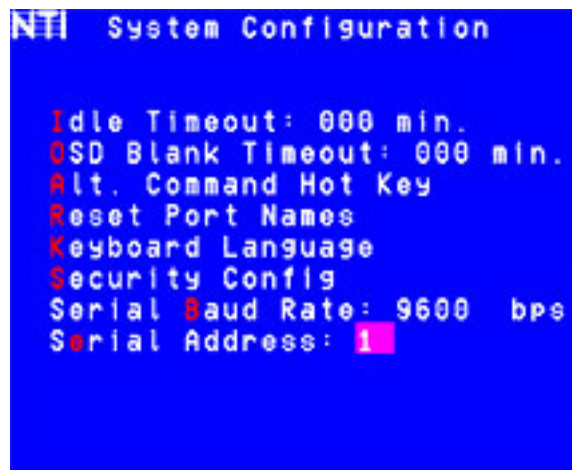 NTI System Configuration
Idle Timeout: 000 min.
OSD Blank Timeout: 000 min.
Alt. Command Hot Key
Reset Port Names
Keyboard Language
Security Config
Serial Baud Rate: 9600 bps
Serial Address: 1